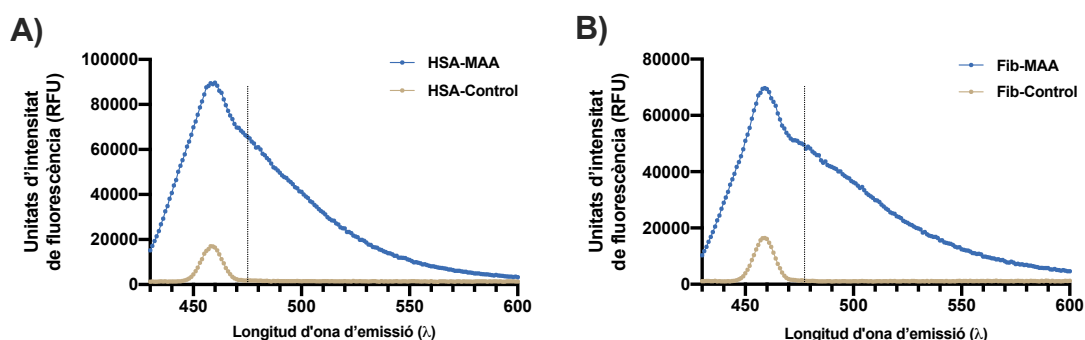 A)
Unitats d'intensitat
de fluorescència (RFU)
100000
80000
60000
40000
20000
0
450
500
550
600
Longitud d'ona d'emissió (λ)
HSA-MAA
HSA-Control
B)
Unitats d'intensitat
de fluorescència (RFU)
80000
60000
40000
20000
0
450
500
550
600
Longitud d'ona d'emissió (λ)
Fib-MAA
Fib-Control